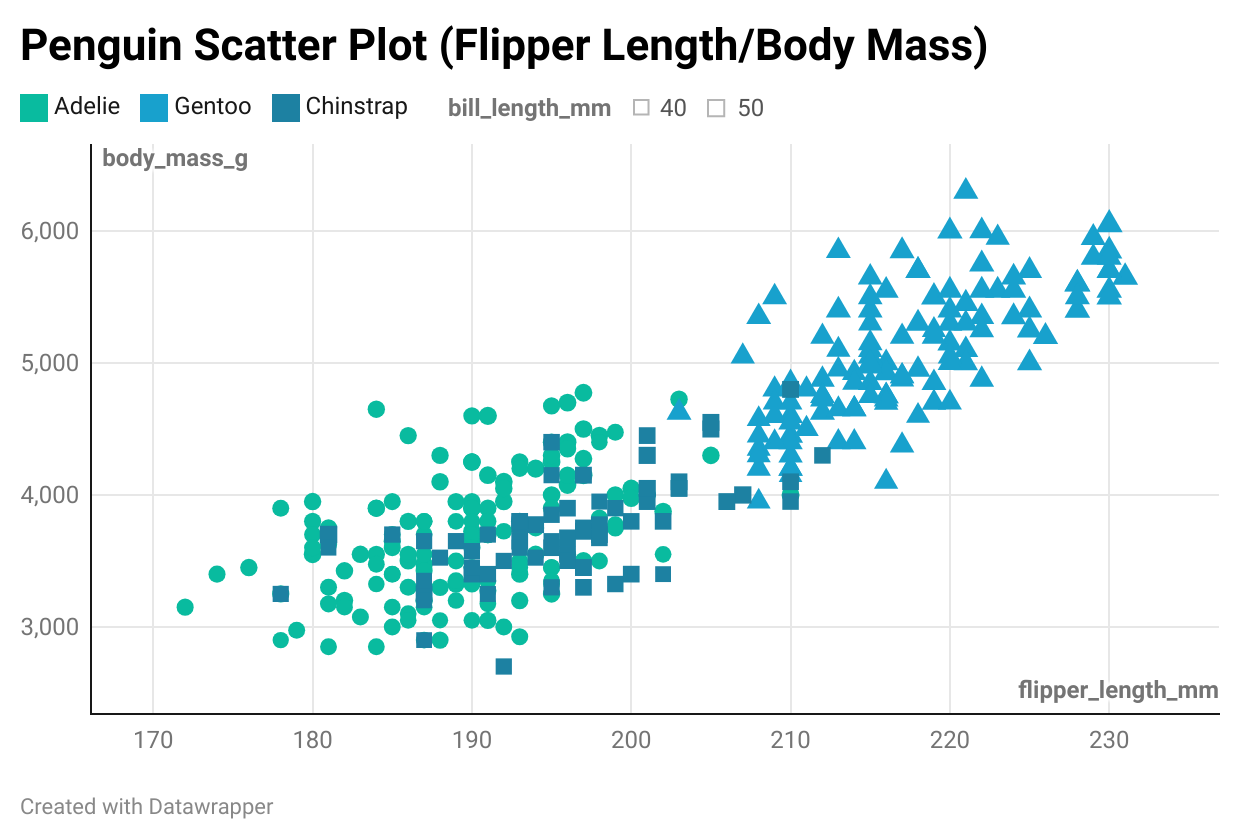 Penguin Scatter Plot (Flipper Length/Body Mass)
Adelie Gentoo Chinstrap bill_length_mm 40 50
body_mass_g
6,000
5,000
4,000
3,000
flipper_length_mm
170 180 190 200 210 220 230
Created with Datawrapper